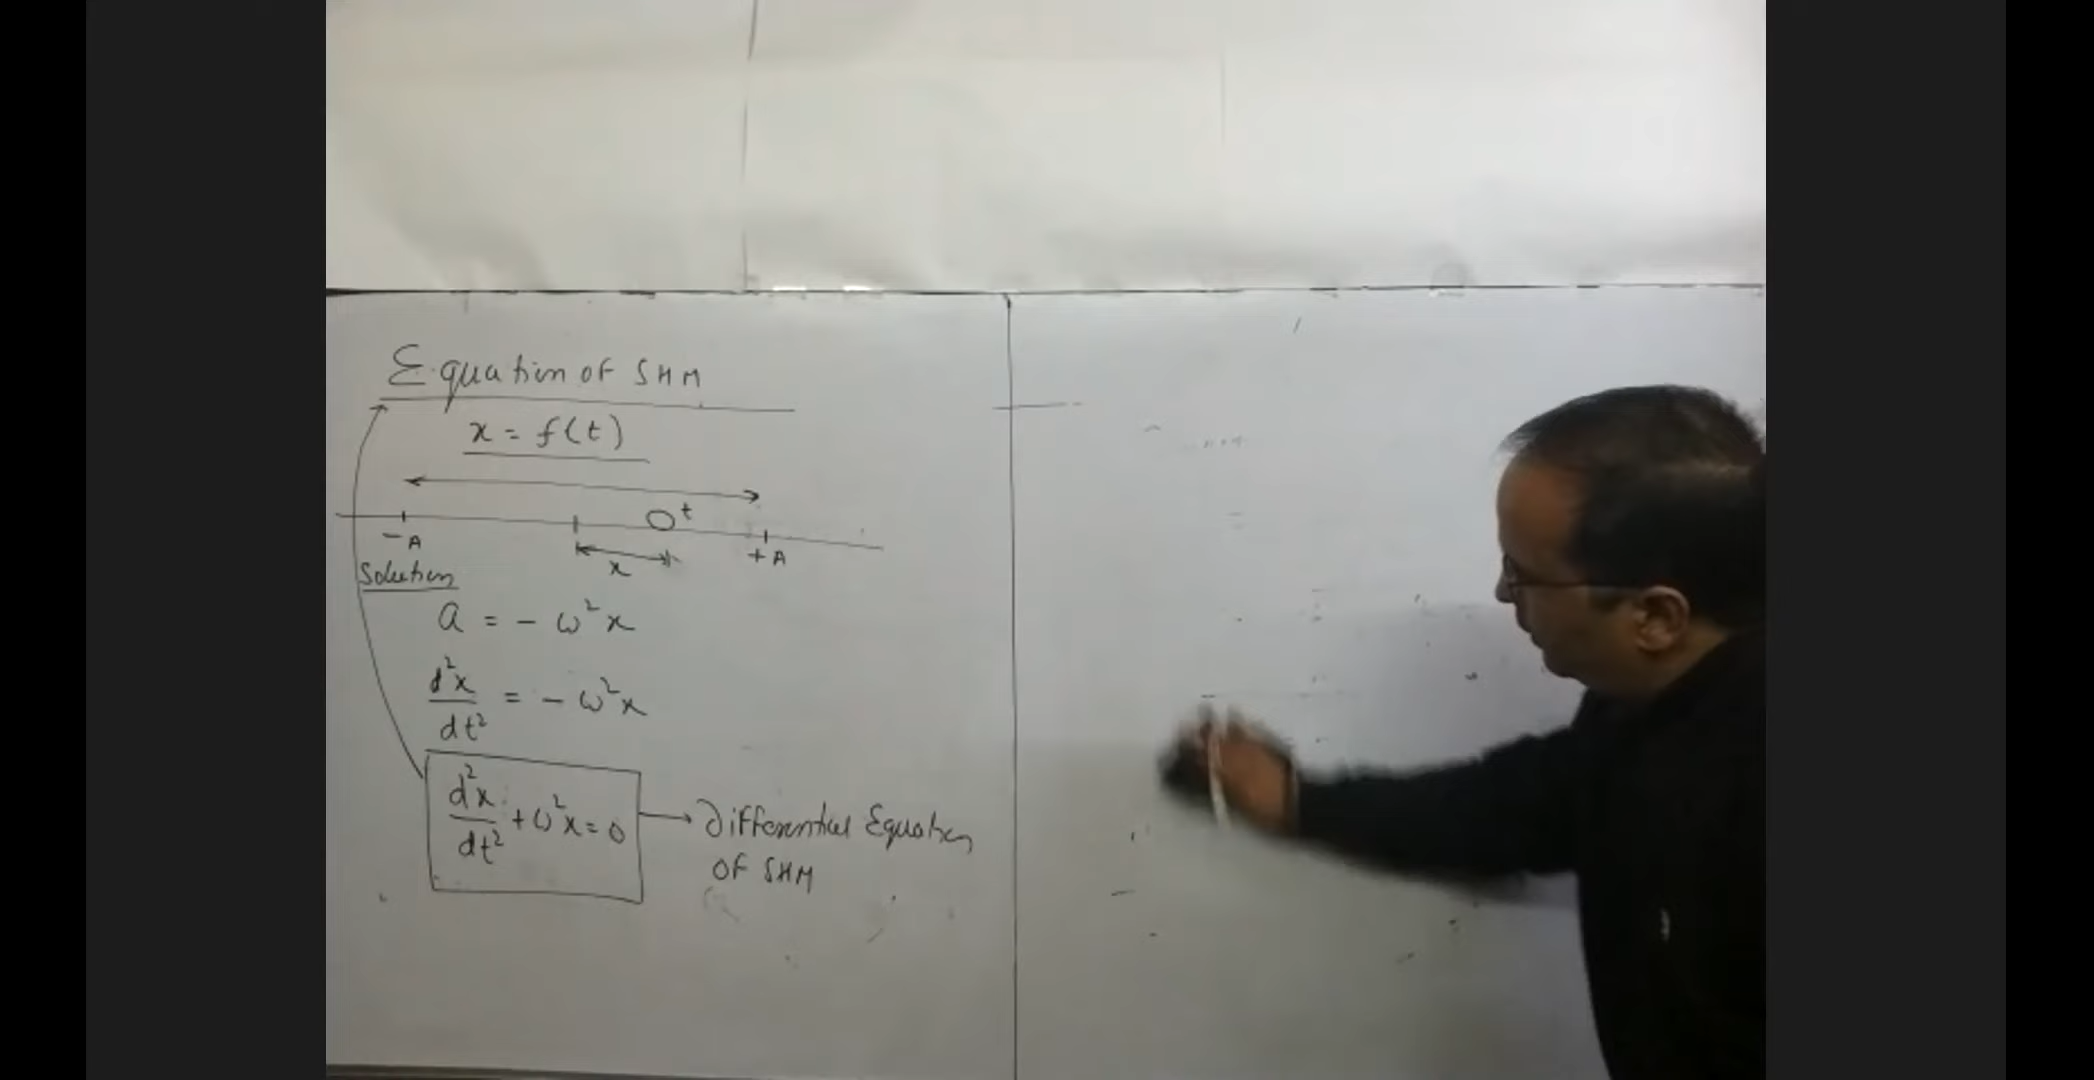 Equation of SHM
x = f(t)
t
-A
x
+A
Solution
a = - ω²x
d²x/dt² = - ω²x
d²x/dt² + ω²x = 0 → Differential Equation
of SHM